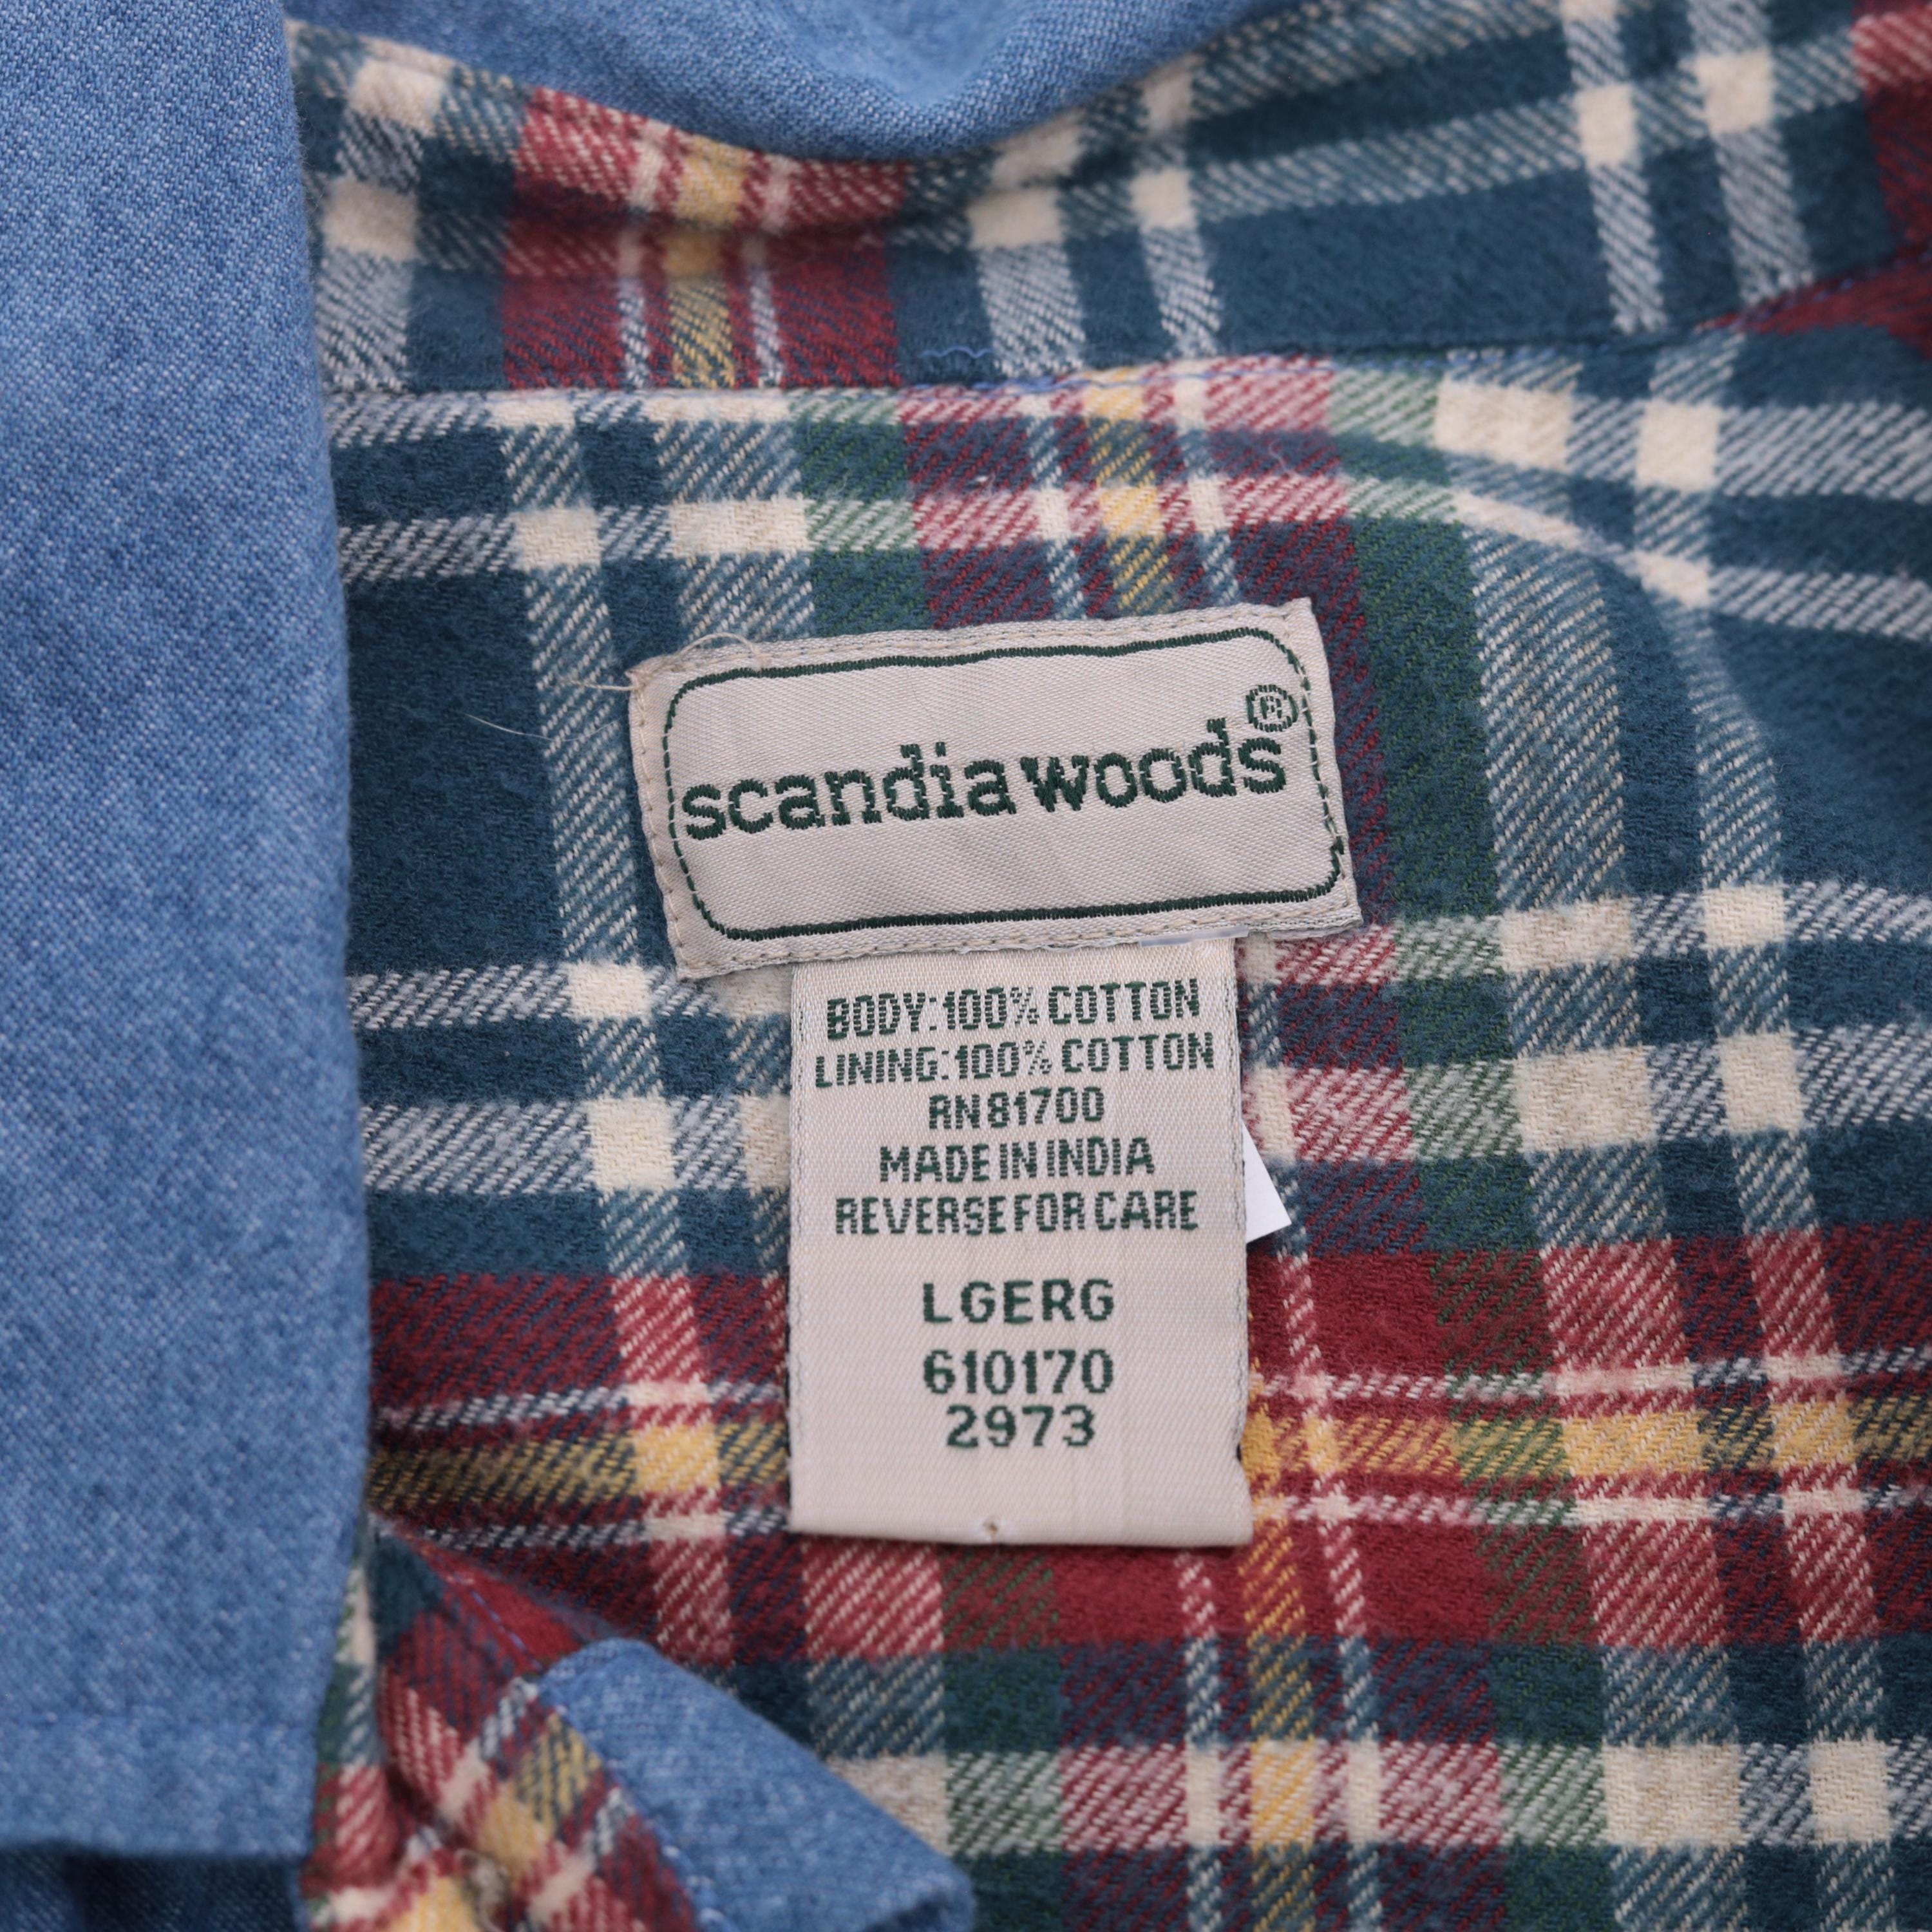 scandia woods®
BODY: 100% COTTON
LINING: 100% COTTON
RN 81700
MADE IN INDIA
REVERSE FOR CARE
LGERG
610170
2973